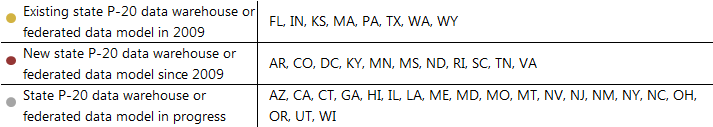 Existing state P-20 data warehouse or
federated data model in 2009
FL, IN, KS, MA, PA, TX, WA, WY
New state P-20 data warehouse or
federated data model since 2009
AR, CO, DC, KY, MN, MS, ND, RI, SC, TN, VA
State P-20 data warehouse or
federated data model in progress
AZ, CA, CT, GA, HI, IL, LA, ME, MD, MO, MT, NV, NJ, NM, NY, NC, OH,
OR, UT, WI